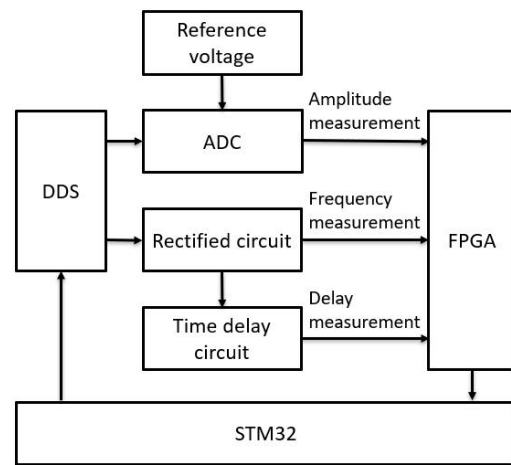 Reference
voltage
Amplitude
measurement
ADC
DDS
Frequency
measurement
Rectified circuit
FPGA
Delay
measurement
Time delay
circuit
STM32